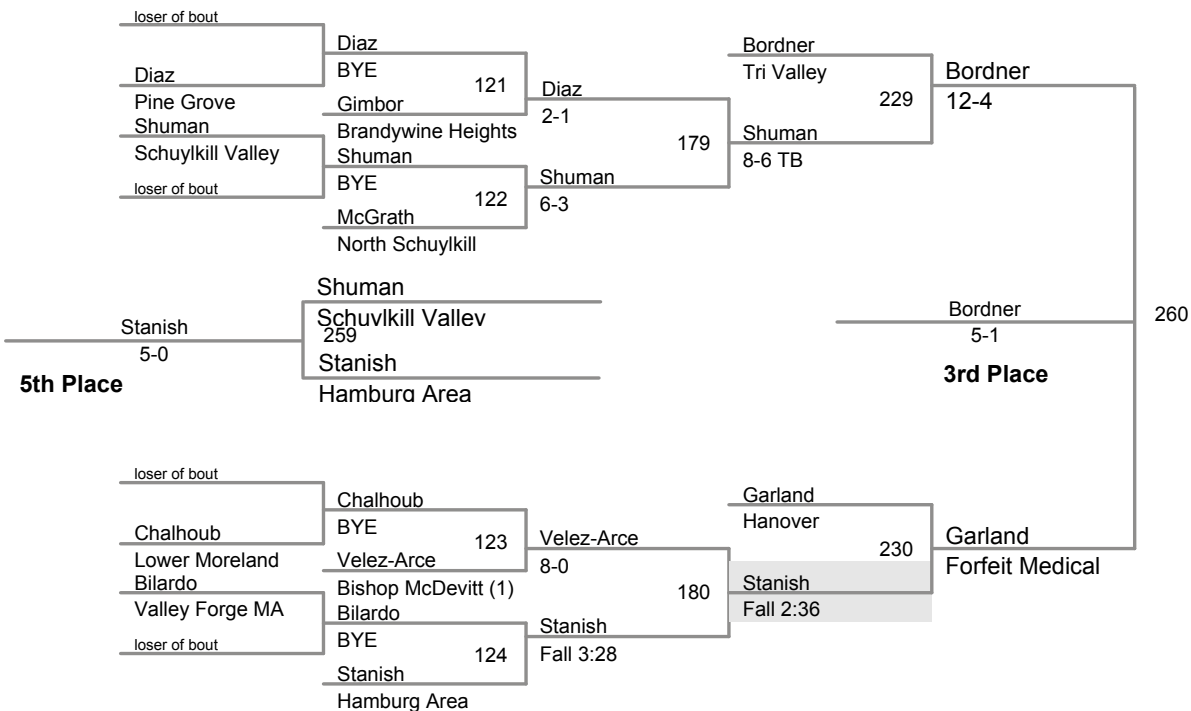 loser of bout
Diaz
Pine Grove
Shuman
Schuylkill Valley
loser of bout
Diaz
BYE
121
Gimbor
Brandywine Heights
Shuman
BYE
122
McGrath
North Schuylkill
Diaz
2-1
179
Shuman
6-3
Bordner
Tri Valley
229
Shuman
8-6 TB
Bordner
12-4
Shuman
Schuylkill Valley
259
Stanish
Hamburg Area
Stanish
5-0
5th Place
Bordner
5-1
3rd Place
260
loser of bout
Chalhoub
Lower Moreland
Bilardo
Valley Forge MA
loser of bout
Chalhoub
BYE
123
Velez-Arce
Bishop McDevitt (1)
Bilardo
BYE
124
Stanish
Hamburg Area
Velez-Arce
8-0
180
Stanish
Fall 3:28
Garland
Hanover
230
Stanish
Fall 2:36
Garland
Forfeit Medical